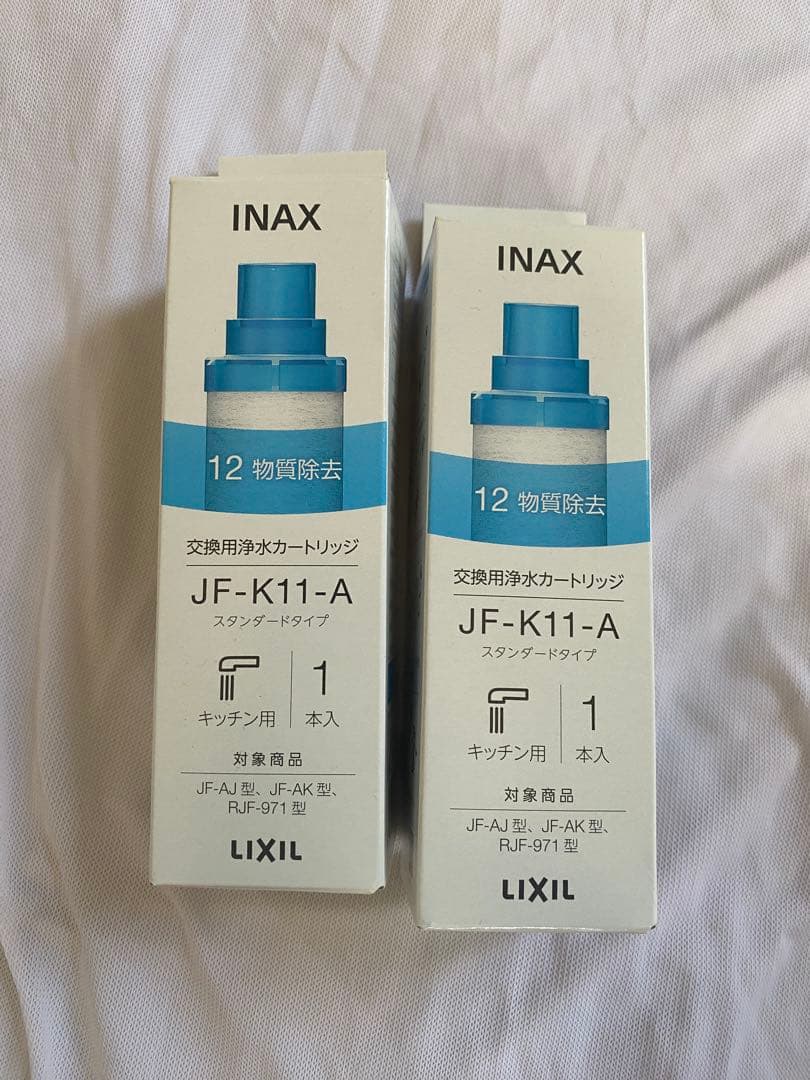 INAX
12 物質除去
交換用浄水カートリッジ
JF-K11-A
スタンダードタイプ
キッチン用
1
本入
対象商品
JF-AJ 型、JF-AK 型、
RJF-971 型
LIXIL
INAX
12 物質除去
交換用浄水カートリッジ
JF-K11-A
スタンダードタイプ
キッチン用
1
本入
対象商品
JF-AJ 型、JF-AK 型、
RJF-971 型
LIXIL